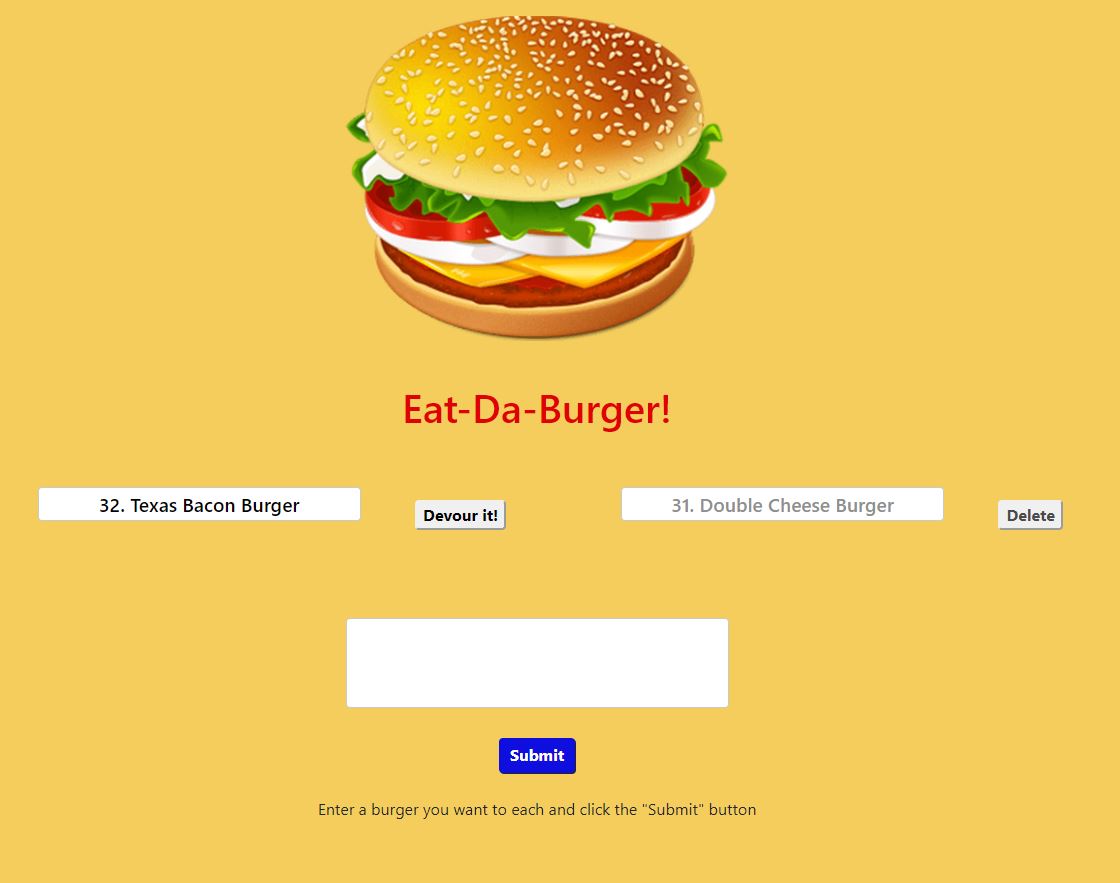 Eat-Da-Burger!
32. Texas Bacon Burger
Devour it!
31. Double Cheese Burger
Delete
Submit
Enter a burger you want to each and click the "Submit" button